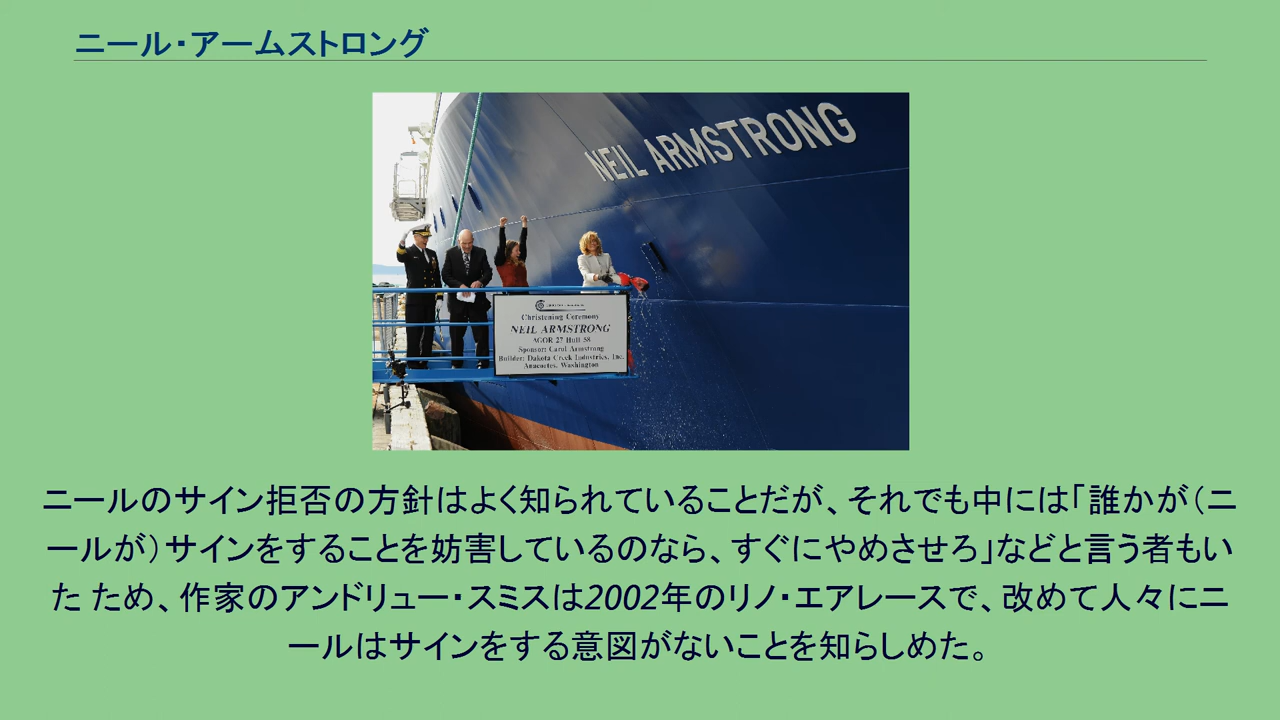 ニール・アームストロング
NEIL ARMSTRONG
Christening Ceremony
NEIL ARMSTRONG
AGOR 27 Hull 58
Sponsor: Carol Armstrong
Builder: Dakota Creek Industries, Inc.
Anacortes, Washington
ニールのサイン拒否の方針はよく知られていることだが、それでも中には「誰かが（ニ
ールが）サインをすることを妨害しているのなら、すぐにやめさせろ」などと言う者もい
た ため、作家のアンドリュー・スミスは2002年のリノ・エアレースで、改めて人々にニ
ールはサインをする意図がないことを知らしめた。